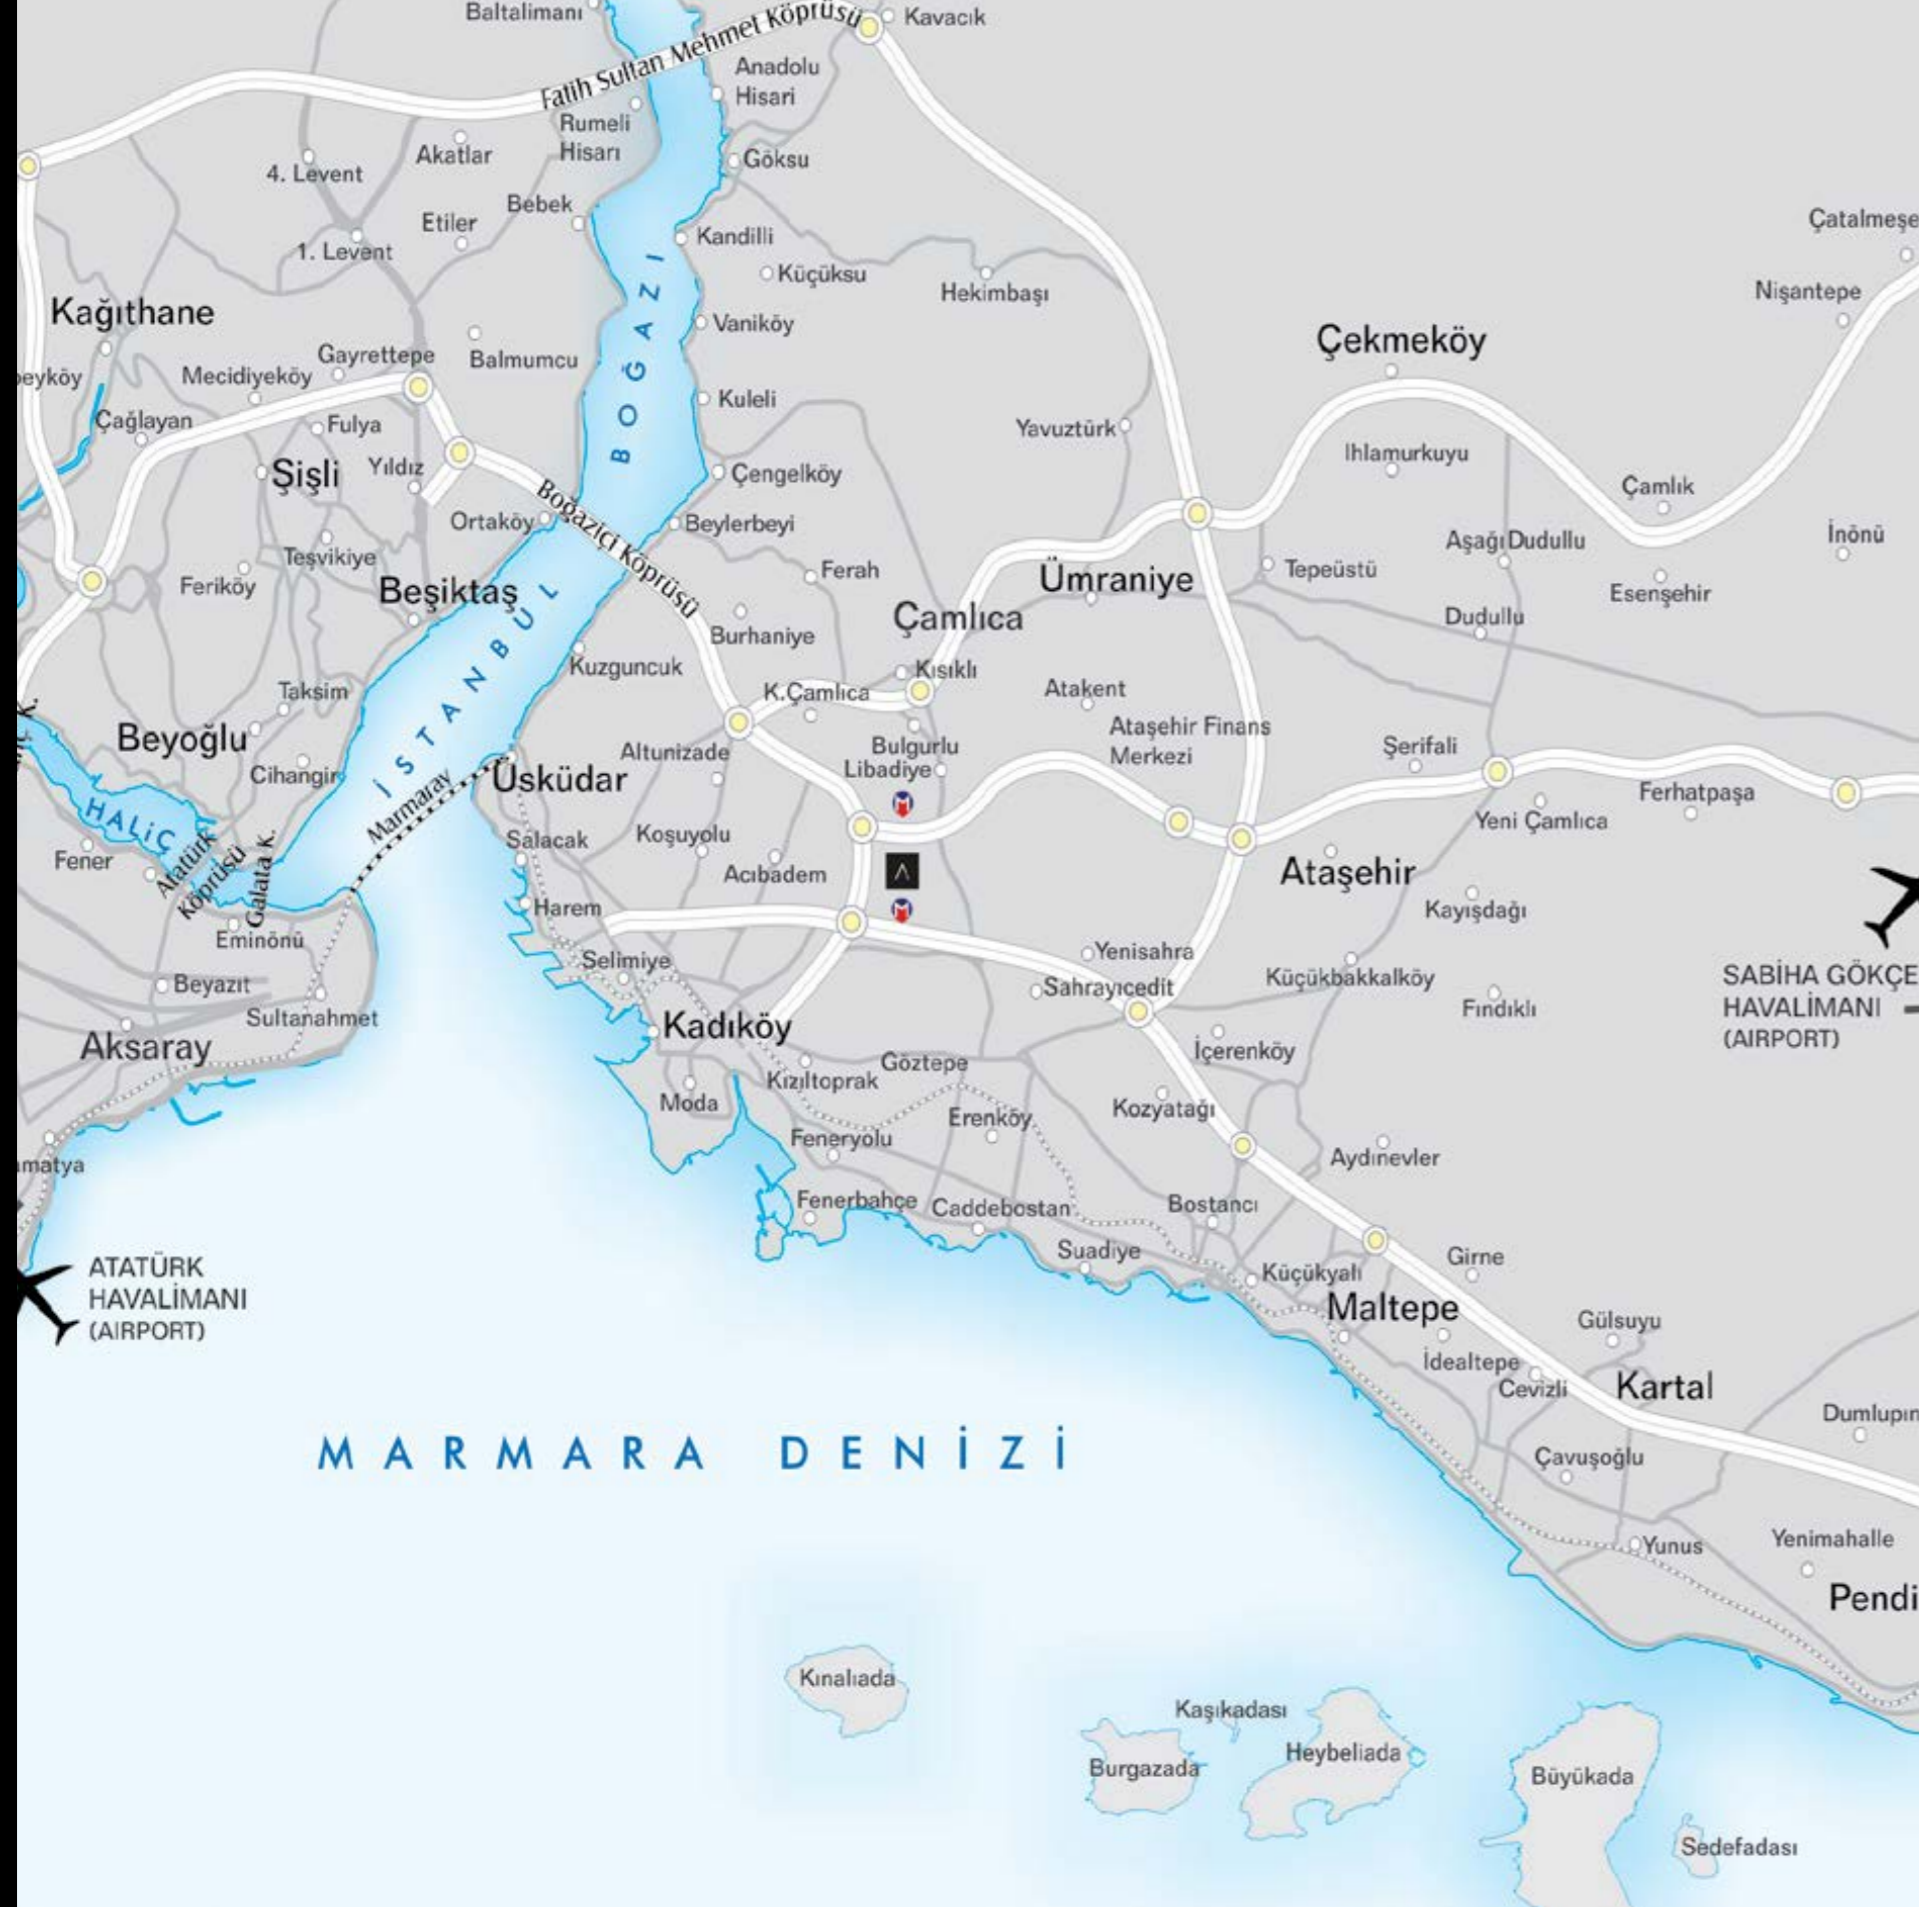 Baltalimanı
Fatih Sultan Mehmet Köprüsü
Kavacık
Anadolu
Hisari
Rumeli
Hisarı
Akatlar
4. Levent
Göksu
Bebek
Etiler
1. Levent
Kandilli
Küçüksu
Hekimbaşı
Çatalmeşe
Nişantepe
Kağıthane
Vaniköy
Balmumcu
Gayrettepe
Mecidiyeköy
eyköy
Çekmeköy
Kuleli
Çağlayan
Fulya
Yavuztürk
Şişli
Yıldız
BOĞAZI
Çengelköy
Ihlamurkuyu
Çamlık
Ortaköy
Boğaziçi Köprüsü
Beylerbeyi
Aşağı Dudullu
İnönü
Teşvikiye
Feriköy
Beşiktaş
İSTANBUL
Ferah
Ümraniye
Tepeüstü
Esenşehir
Dudullu
Çamlıca
Burhaniye
Kuzguncuk
Kısıklı
K.Çamlıca
Atakent
Taksim
K.
Beyoğlu
Cihangir
Altunizade
Bulgurlu
Libadiye
Ataşehir Finans
Merkezi
Şerifali
Üsküdar
Marmaray
Ferhatpaşa
Yeni Çamlıca
HALİÇ
Fener
Atatürk
Köprüsü
Galata K.
Salacak
Koşuyolu
Acıbadem
Ataşehir
Kayışdağı
Harem
Eminönü
Beyazıt
Sultanahmet
Aksaray
Selimiye
Yenisahra
Sahrayıcedit
Küçükbakkalköy
Fındıklı
SABİHA GÖKÇE
HAVALİMANI
(AIRPORT)
Kadıköy
İçerenköy
Göztepe
Kızıltoprak
Moda
Kozyatağı
Erenköy
Feneryolu
Aydınevler
matya
Fenerbahçe
Caddebostan
Bostancı
Suadiye
Küçükyalı
Girne
ATATÜRK
HAVALİMANI
(AIRPORT)
Maltepe
Gülsuyu
İdealtepe
Cevizli
Kartal
Dumlupın
MARMARA DENİZİ
Çavuşoğlu
Yunus
Yenimahalle
Pendi
Kınalıada
Kaşıkadası
Burgazada
Heybeliada
Büyükada
Sedefadası